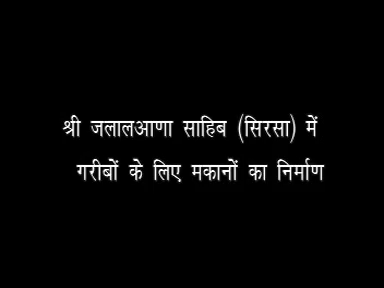 श्री जलालआणा साहिब (सिरसा) में
गरीबों के लिए मकानों का निर्माण